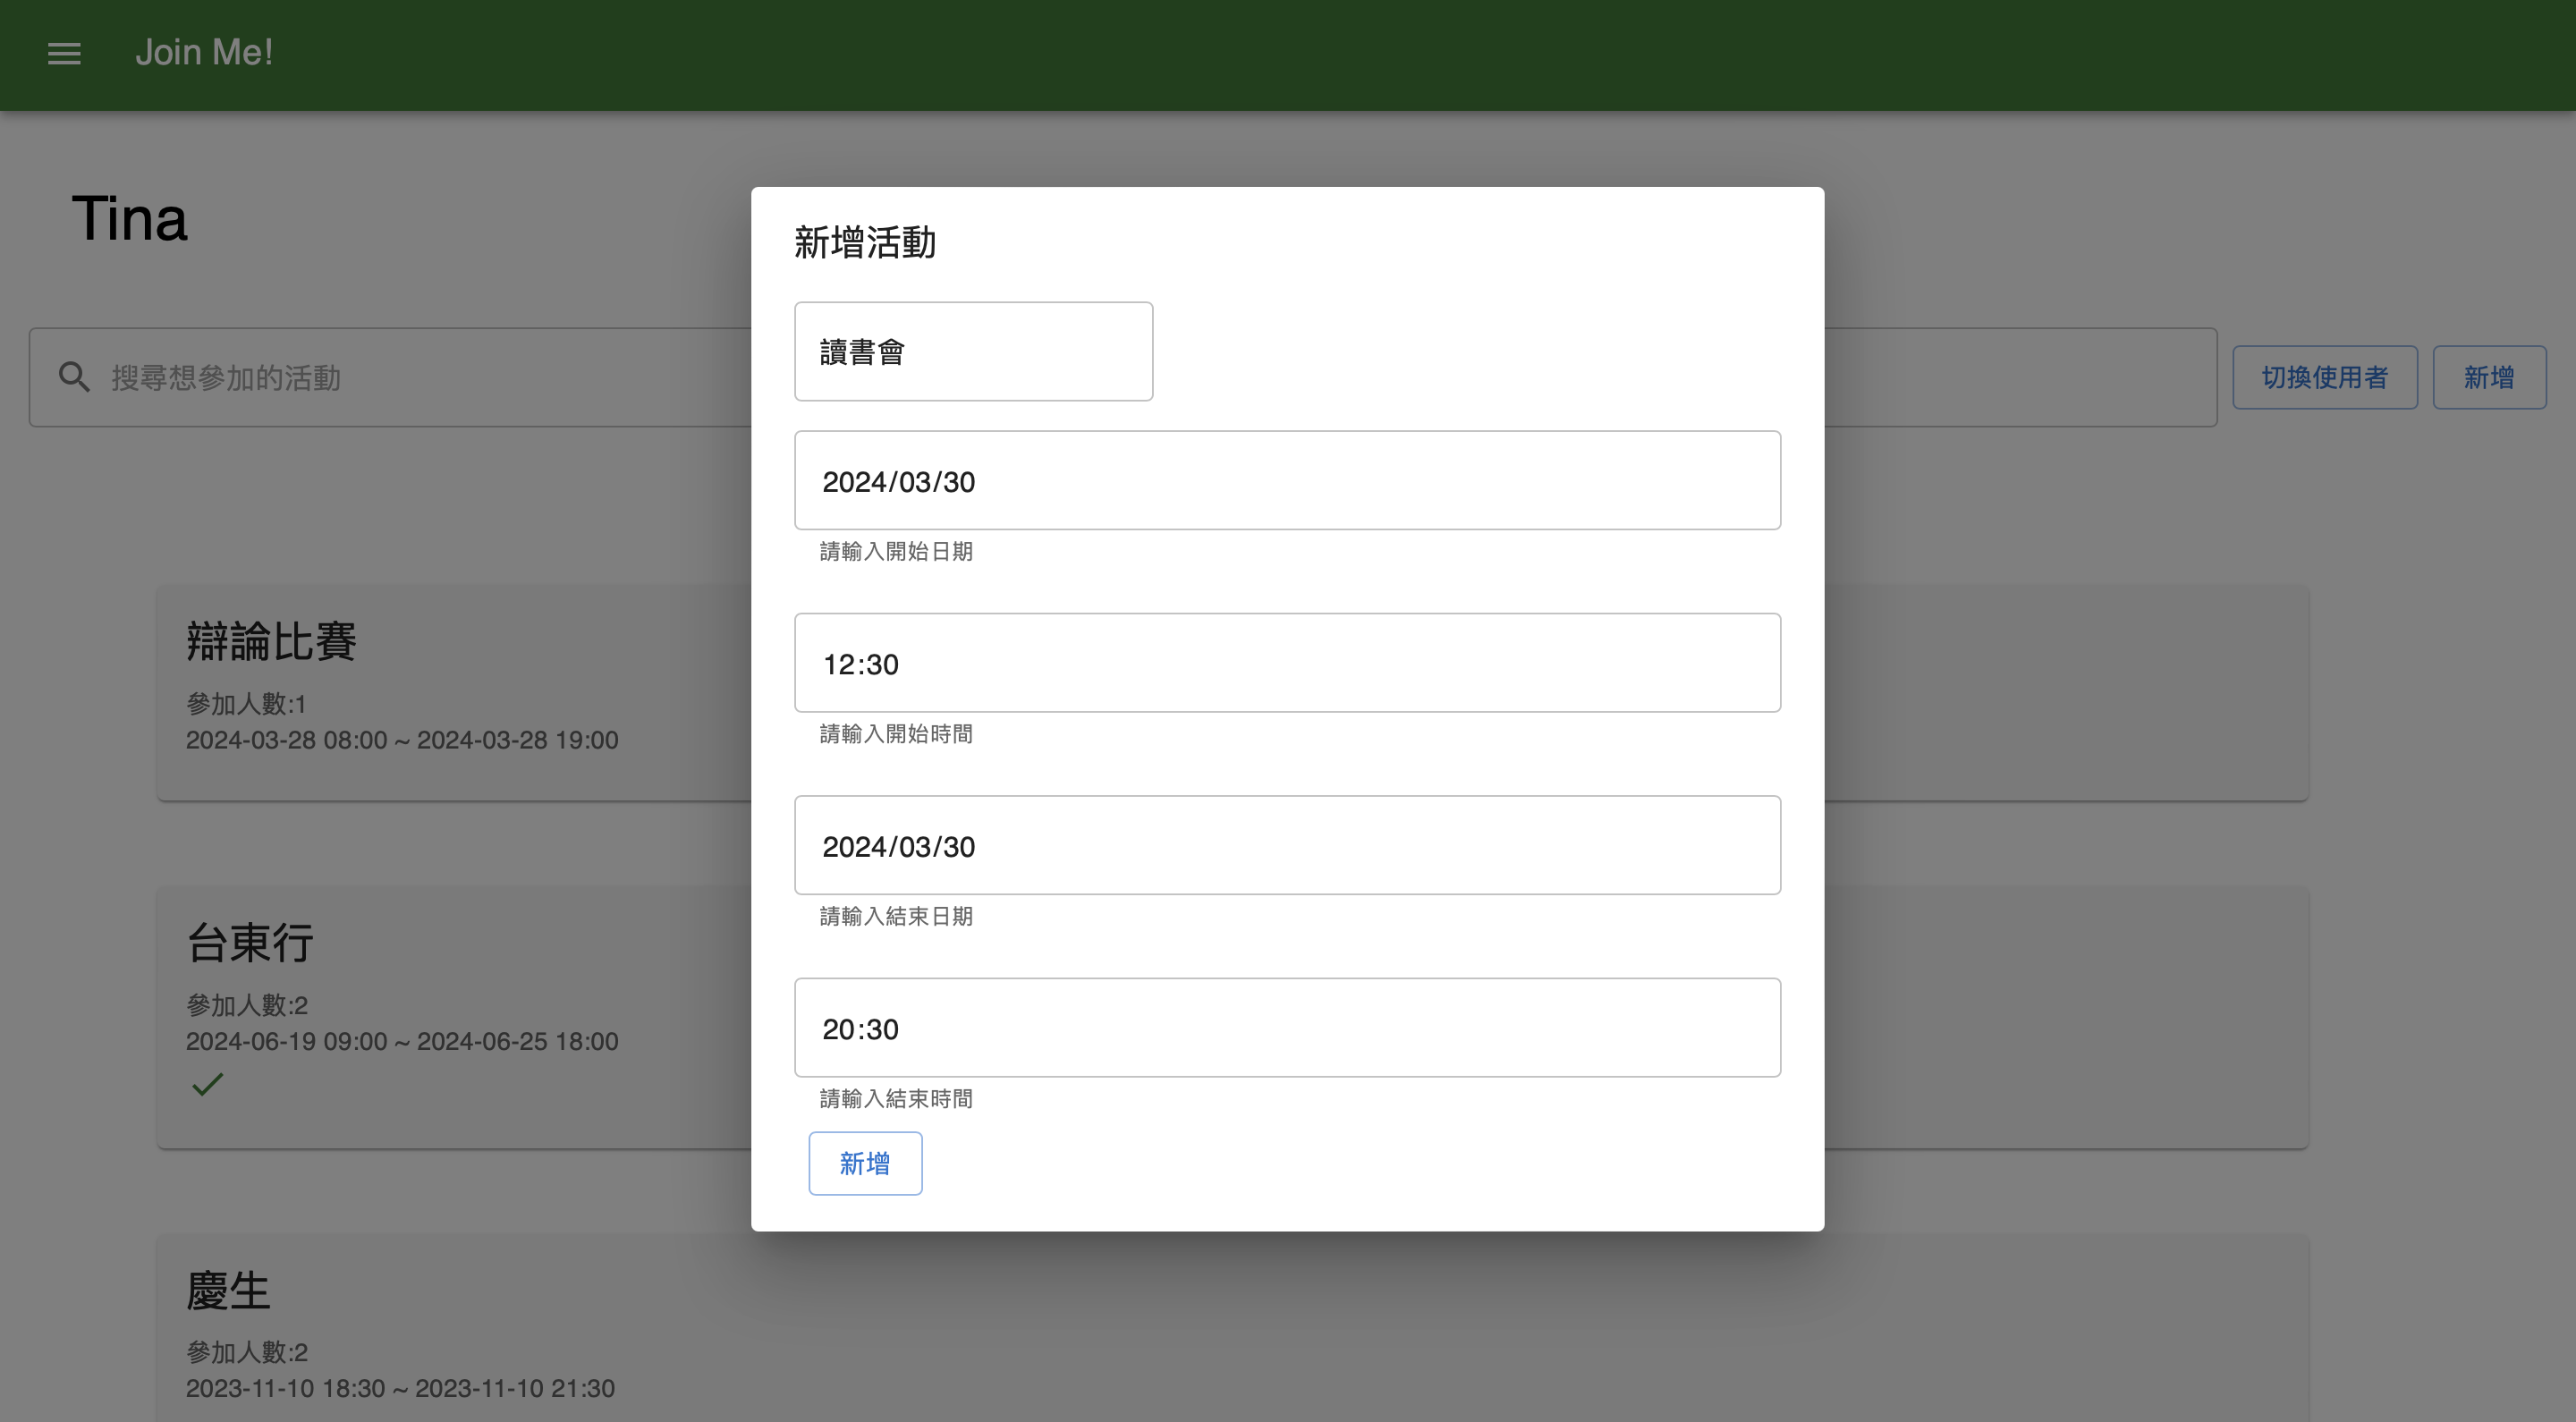 Join Me!
Tina
搜尋想參加的活動
切換使用者
新增
辯論比賽
參加人數:1
2024-03-28 08:00 ~ 2024-03-28 19:00
台東行
參加人數:2
2024-06-19 09:00 ~ 2024-06-25 18:00
慶生
參加人數:2
2023-11-10 18:30 ~ 2023-11-10 21:30
新增活動
讀書會
2024/03/30
請輸入開始日期
12:30
請輸入開始時間
2024/03/30
請輸入結束日期
20:30
請輸入結束時間
新增